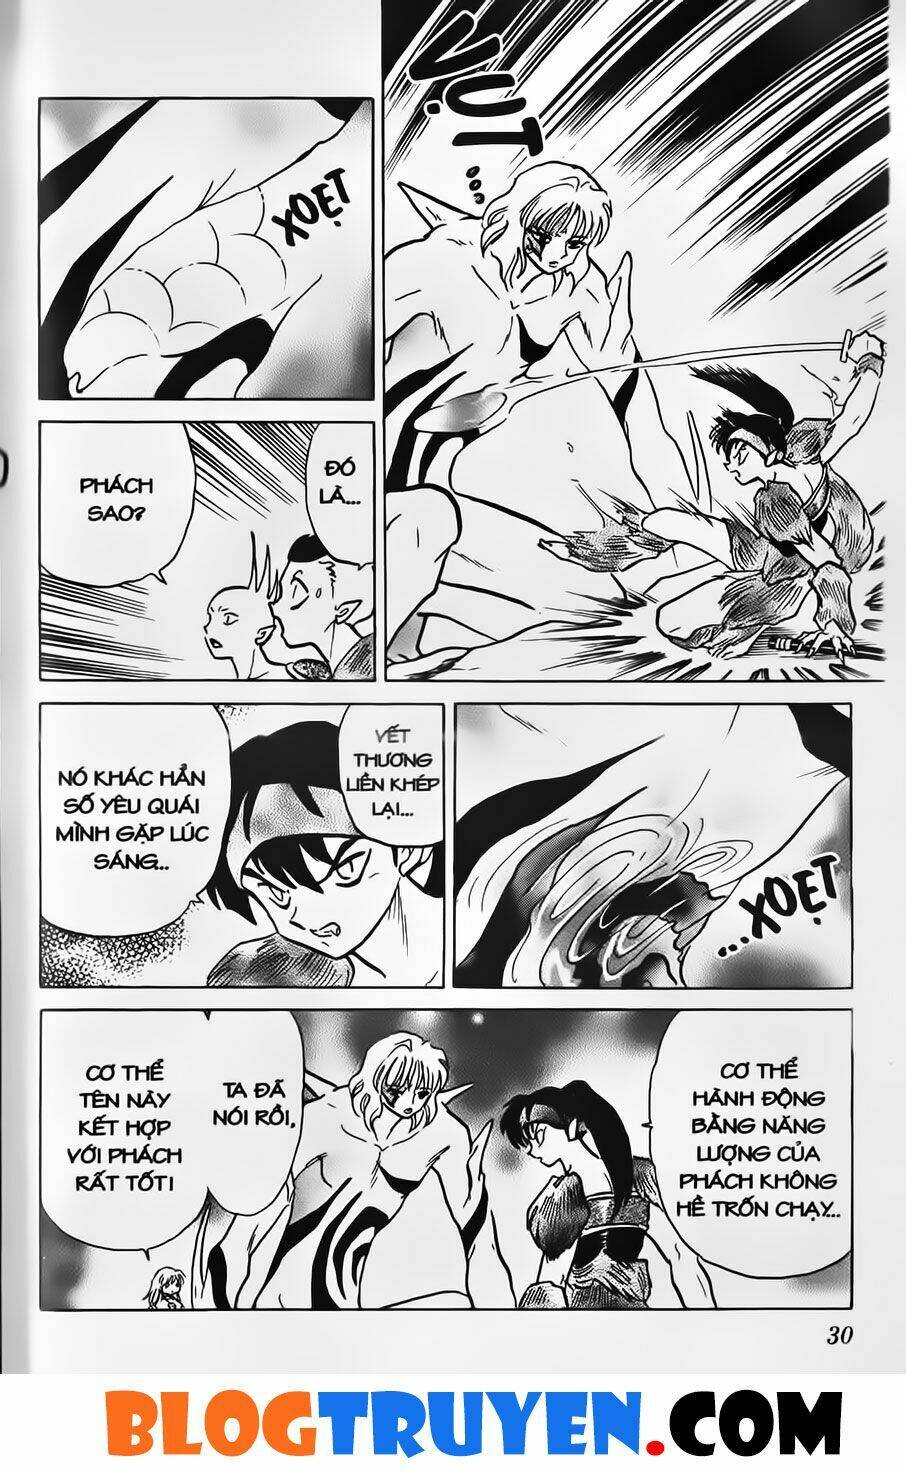 VỤT
...
XOẸT
ĐÓ
LÀ...
PHÁCH
SAO?
...XOẸT
VẾT
THƯƠNG
LIỀN KHÉP
LẠI...
NÓ KHÁC HẲN
SỐ YÊU QUÁI
MÌNH GẶP LÚC
SÁNG...
CƠ THỂ
HÀNH ĐỘNG
BẰNG NĂNG
LƯỢNG CỦA
PHÁCH KHÔNG
HỀ TRỐN CHẠY...
TA ĐÃ
NÓI RỒI,
CƠ THỂ
TÊN NÀY
KẾT HỢP
VỚI PHÁCH
RẤT TỐT!
30
BLOGTRUYEN.COM